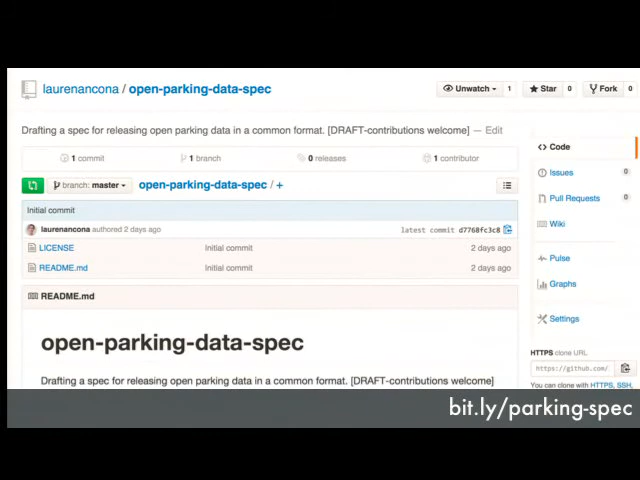 laurenancona / open-parking-data-spec
Unwatch 1 Star 0 Fork 0
Drafting a spec for releasing open parking data in a common format. [DRAFT-contributions welcome] — Edit
1 commit 1 branch 0 releases 1 contributor
branch: master open-parking-data-spec / +
Initial commit
laurenancona authored 2 days ago latest commit d7768fc3c8
LICENSE Initial commit 2 days ago
README.md Initial commit 2 days ago
README.md
open-parking-data-spec
Drafting a spec for releasing open parking data in a common format. [DRAFT-contributions welcome]
Code
Issues 0
Pull Requests 0
Wiki
Pulse
Graphs
Settings
HTTPS clone URL
https://github.com/
You can clone with HTTPS, SSH,
bit.ly/parking-spec